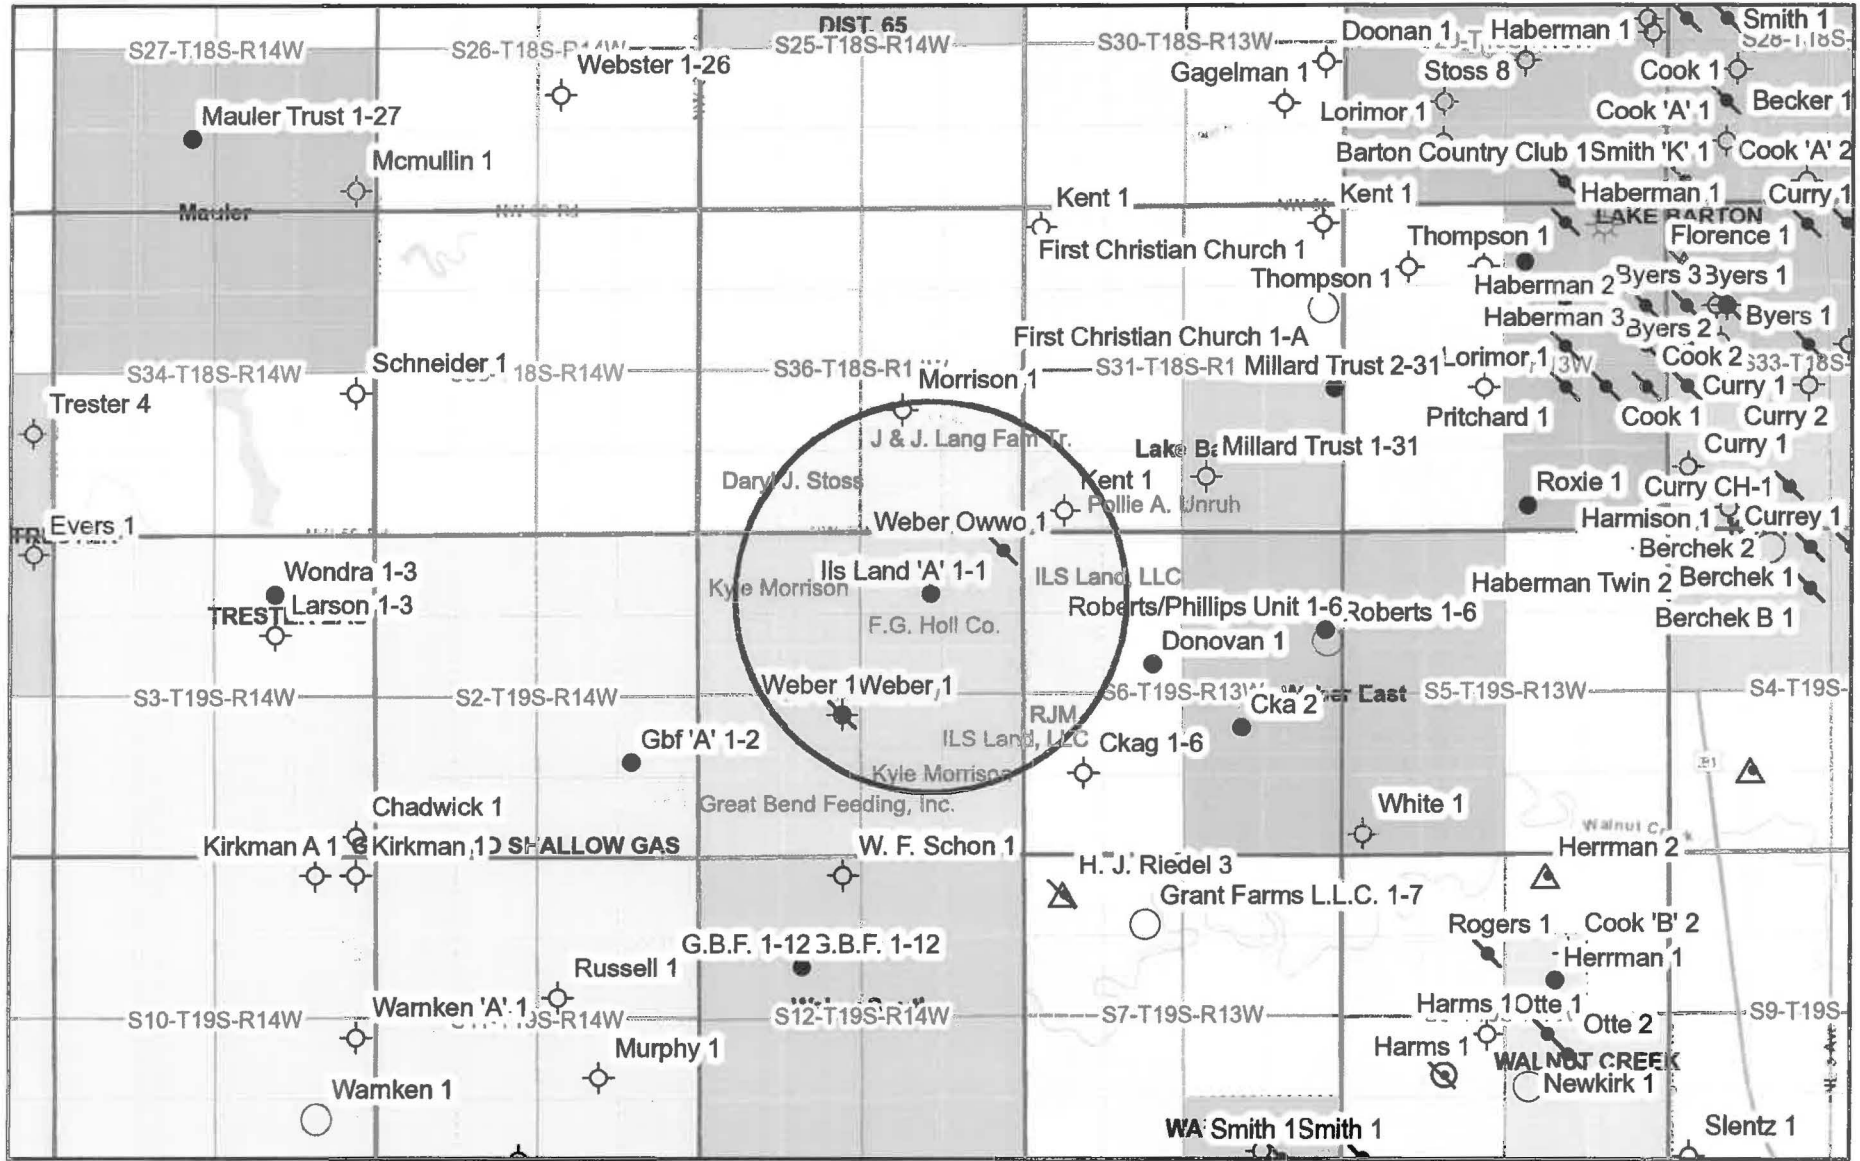 DIST. 65
S27-T18S-R14W
S25-T18S-R14W
S30-T18S-R13W
Doonan 1
Haberman 1
Smith 1
Webster 1-26
Gagelman 1
Stoss 8
Cook 1
Mauler Trust 1-27
Lorimor 1
Cook 'A' 1
Becker 1
Mcmullin 1
Barton Country Club 1
Smith 'K' 1
Cook 'A' 2
Kent 1
Kent 1
Haberman 1
Curry 1
Mauler
LAKE BARTON
First Christian Church 1
Thompson 1
Florence 1
Thompson 1
Haberman 2
Byers 3
Byers 1
First Christian Church 1-A
Haberman 3
Byers 2
Byers 1
Schneider 1
Lorimor 1
Cook 2
S34-T18S-R14W
S31-T18S-R1
Millard Trust 2-31
Morrison 1
Curry 1
Trester 4
Pritchard 1
Cook 1
Curry 2
J & J. Lang Fam Tr.
Millard Trust 1-31
Curry 1
Daryl J. Stoss
Kent 1
Pollie A. Unruh
Roxie 1
Curry CH-1
Evers 1
Weber Owwo 1
Harmison 1
Currey 1
Berchek 2
Wondra 1-3
Ils Land 'A' 1-1
ILS Land, LLC
Haberman Twin 2
Berchek 1
Kyle Morrison
Larson 1-3
Roberts/Phillips Unit 1-6
Roberts 1-6
Berchek B 1
F.G. Holl Co.
Donovan 1
Weber 1
Weber 1
S3-T19S-R14W
S2-T19S-R14W
S6-T19S-R13W
East
S5-T19S-R13W
S4-T19S-
Cka 2
RJM
Gbf 'A' 1-2
ILS Land, LLC
Ckag 1-6
Kyle Morrison
Great Bend Feeding, Inc.
Chadwick 1
White 1
Kirkman A 1
Kirkman 1
SHALLOW GAS
W. F. Schon 1
Herrman 2
H. J. Riedel 3
Grant Farms L.L.C. 1-7
Rogers 1
Cook 'B' 2
G.B.F. 1-12
G.B.F. 1-12
Herrman 1
Russell 1
Warnken 'A' 1
Harms 1
Otte 1
S10-T19S-R14W
S12-T19S-R14W
S7-T19S-R13W
S9-T19S-
Otte 2
Murphy 1
Harms 1
WALNUT CREEK
Warnken 1
Newkirk 1
WA
Smith 1
Smith 1
Slentz 1